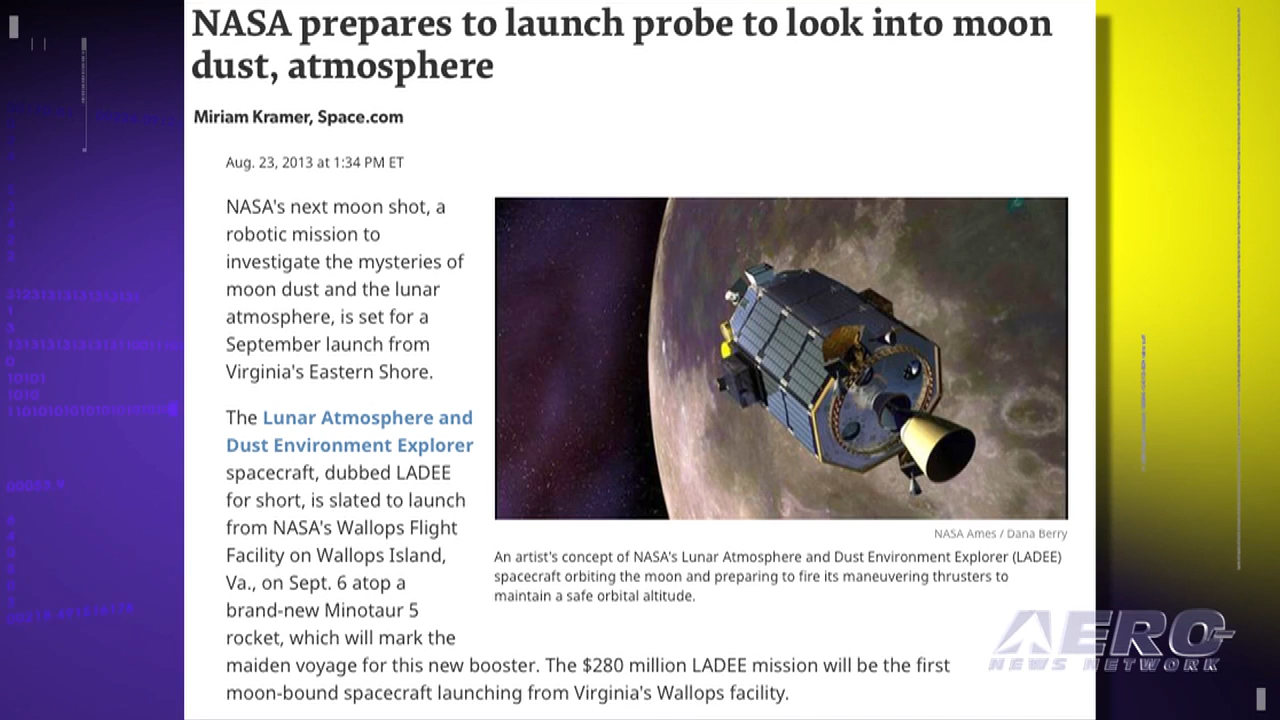 NASA prepares to launch probe to look into moon
dust, atmosphere
Miriam Kramer, Space.com
Aug. 23, 2013 at 1:34 PM ET
NASA's next moon shot, a
robotic mission to
investigate the mysteries of
moon dust and the lunar
atmosphere, is set for a
September launch from
Virginia's Eastern Shore.
The Lunar Atmosphere and
Dust Environment Explorer
spacecraft, dubbed LADEE
for short, is slated to launch
from NASA's Wallops Flight
Facility on Wallops Island,
Va., on Sept. 6 atop a
brand-new Minotaur 5
rocket, which will mark the
maiden voyage for this new booster. The $280 million LADEE mission will be the first
moon-bound spacecraft launching from Virginia's Wallops facility.
NASA Ames / Dana Berry
An artist's concept of NASA's Lunar Atmosphere and Dust Environment Explorer (LADEE)
spacecraft orbiting the moon and preparing to fire its maneuvering thrusters to
maintain a safe orbital altitude.
AERO-
NEWS NETWORK
10101
1010